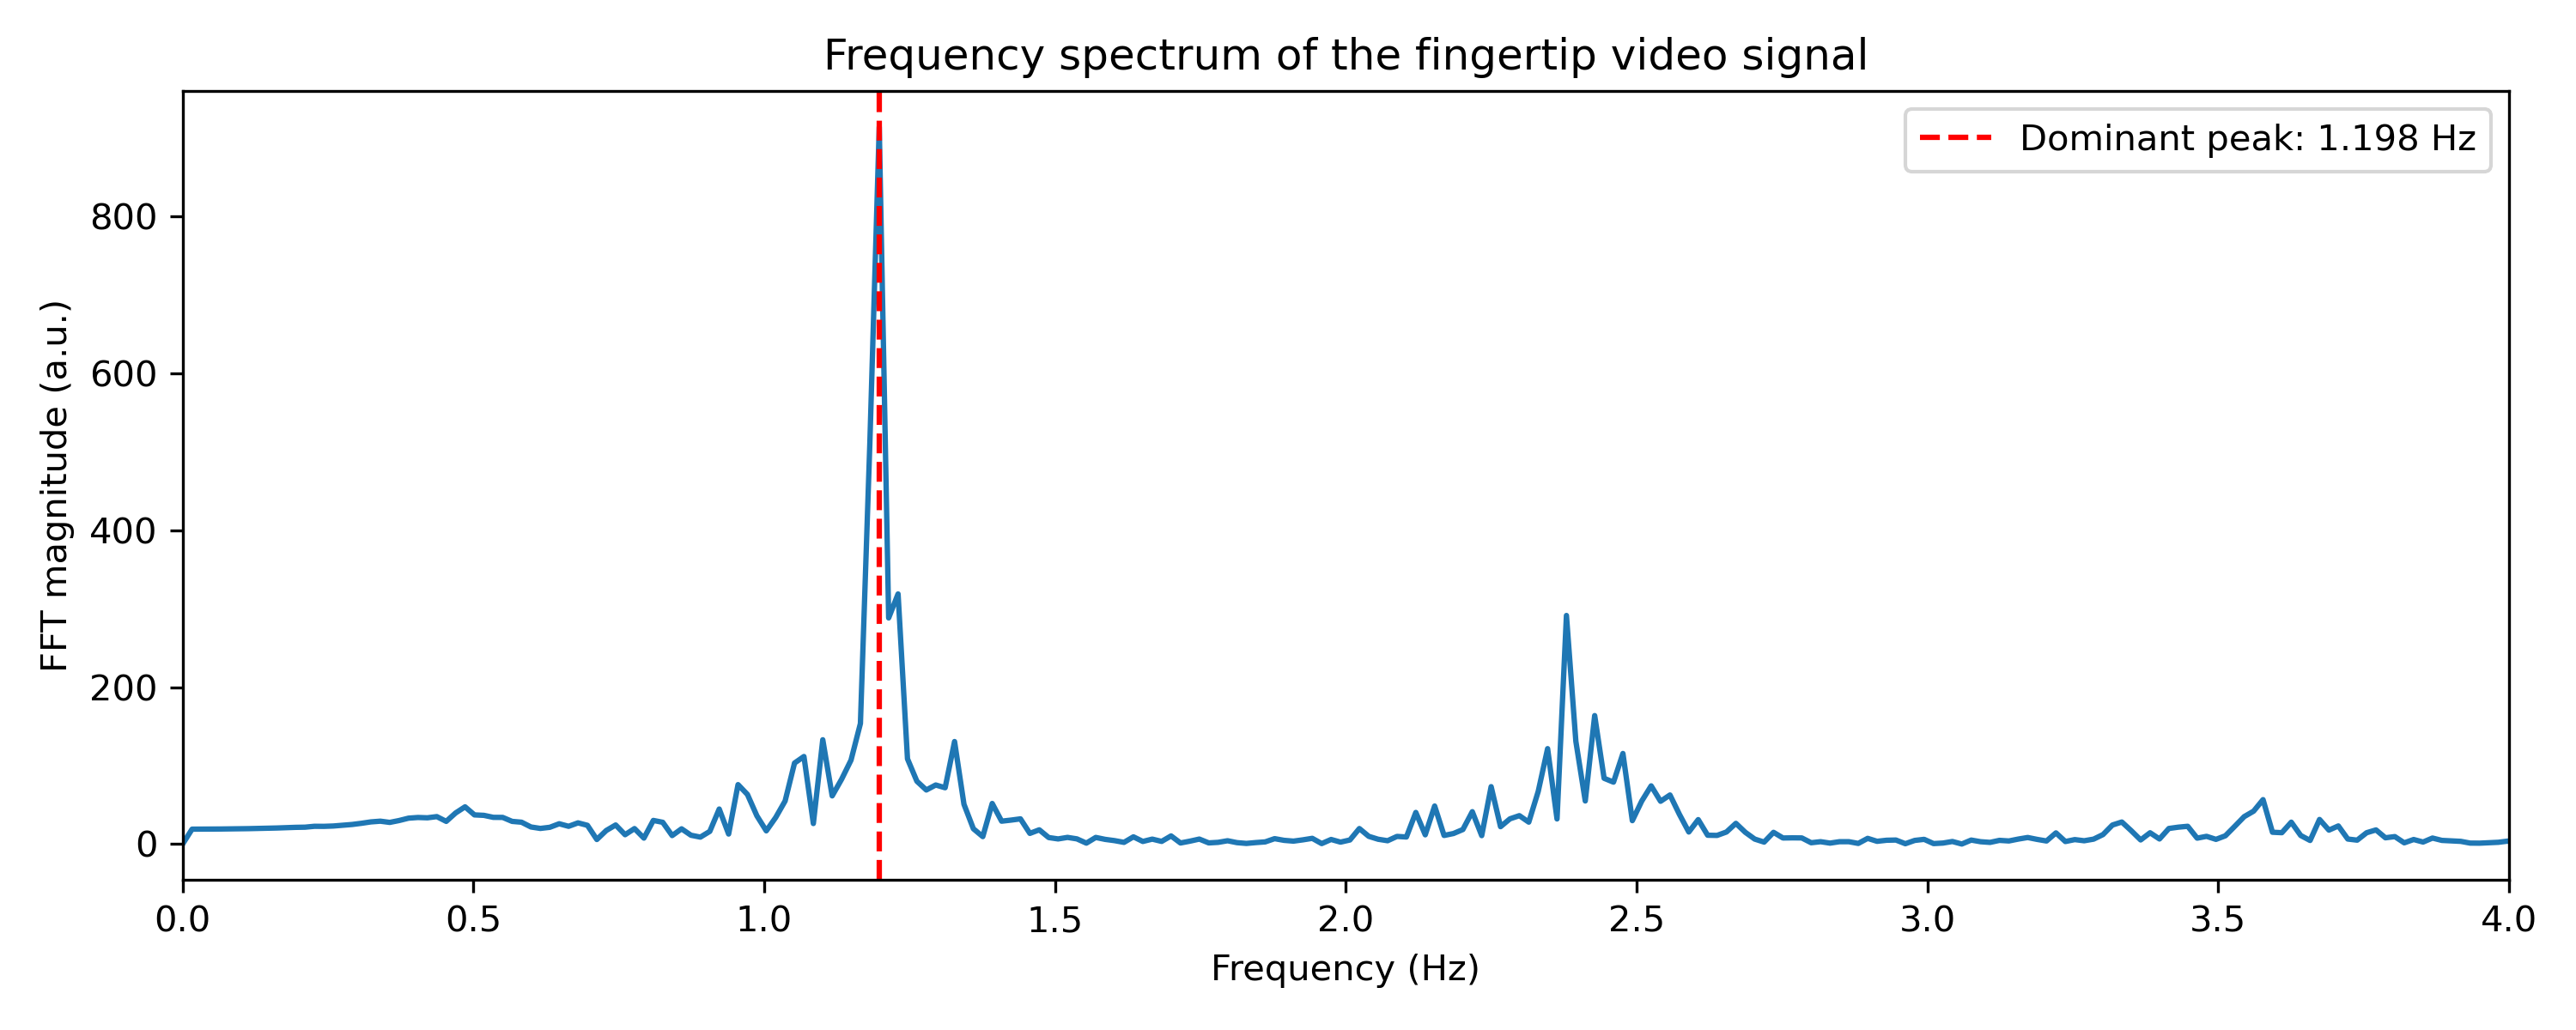 Frequency spectrum of the fingertip video signal
Dominant peak: 1.198 Hz
FFT magnitude (a.u.)
800
600
400
200
0
0.0 0.5 1.0 1.5 2.0 2.5 3.0 3.5 4.0
Frequency (Hz)